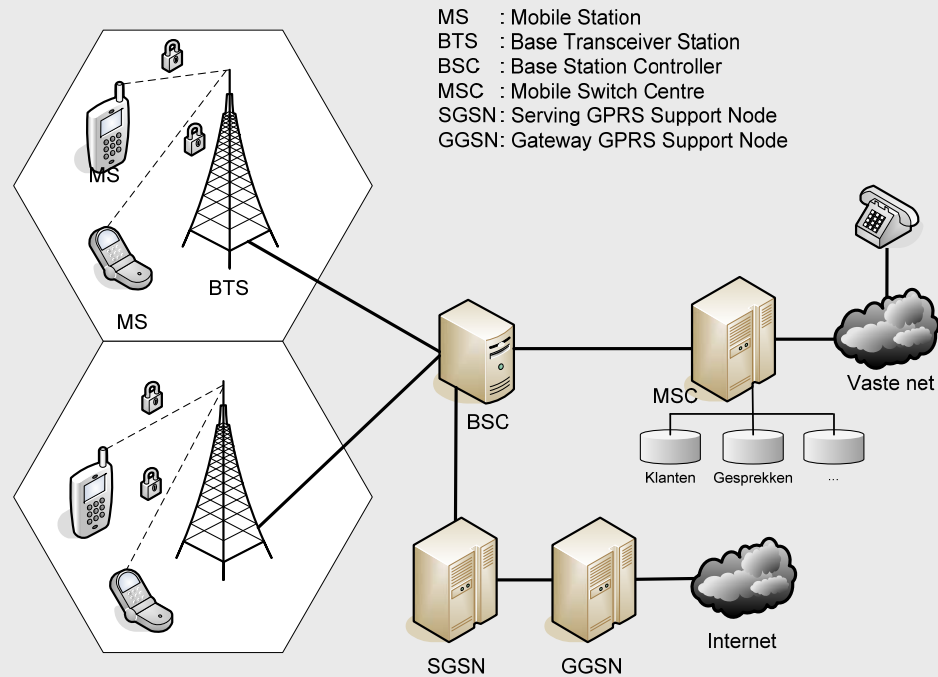 MS : Mobile Station
BTS : Base Transceiver Station
BSC : Base Station Controller
MSC : Mobile Switch Centre
SGSN: Serving GPRS Support Node
GGSN: Gateway GPRS Support Node
MS
BTS
MS
BSC
MSC
Vaste net
Klanten
Gesprekken
...
SGSN
GGSN
Internet